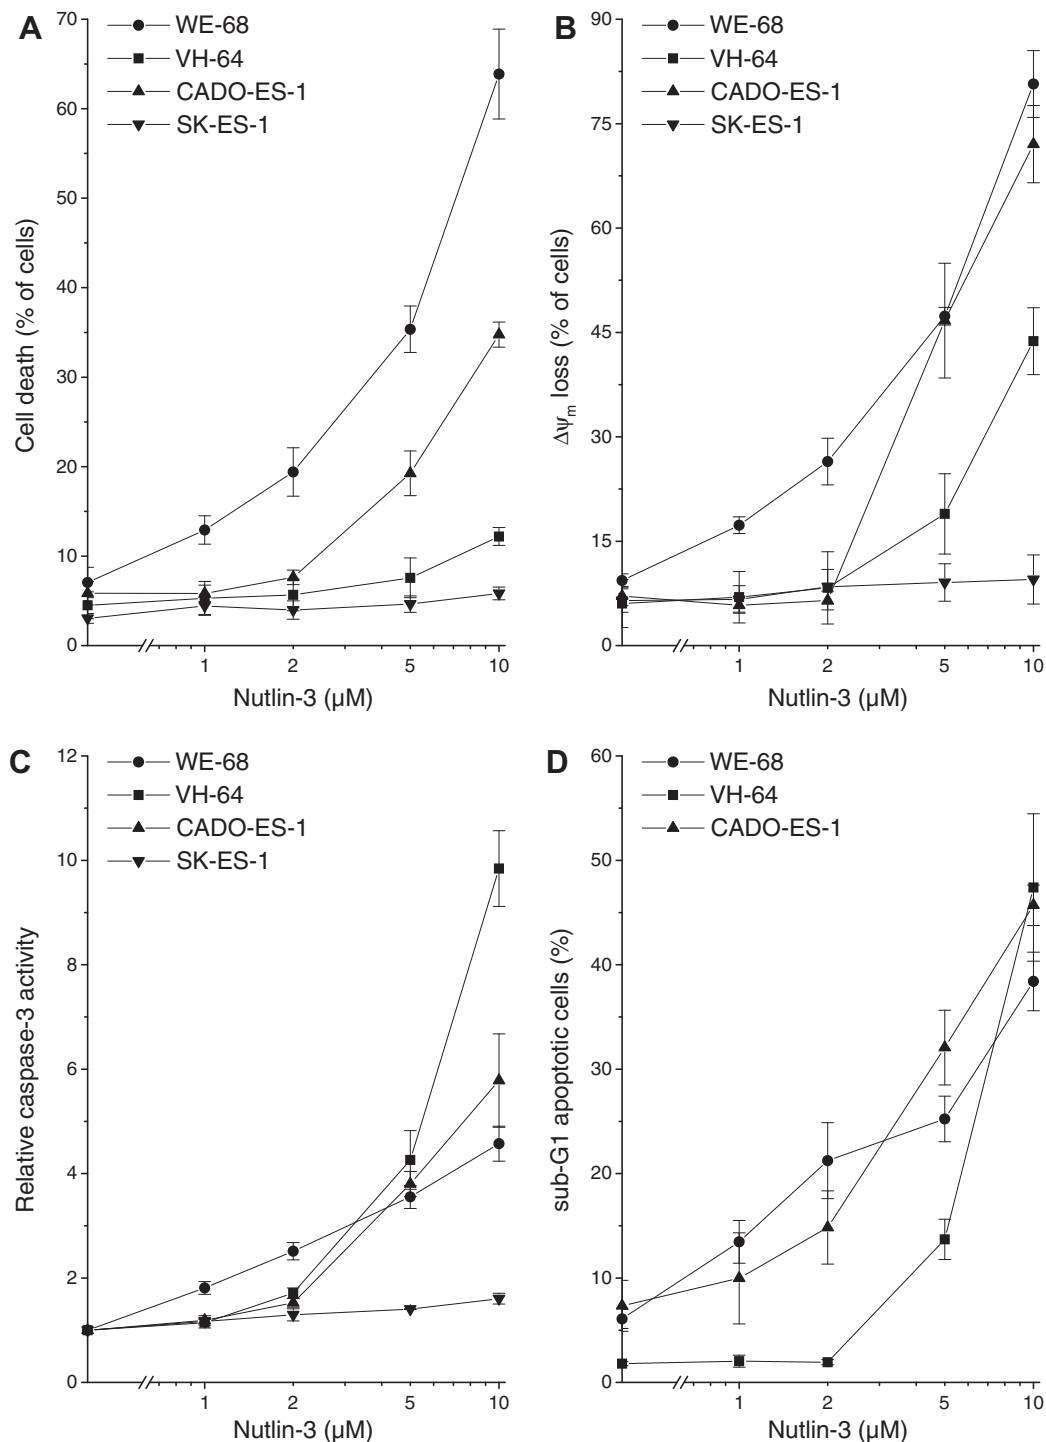 A
WE-68
VH-64
CADO-ES-1
SK-ES-1
70
60
50
40
30
20
10
0
Cell death (% of cells)
1 2 5 10
Nutlin-3 (µM)
B
WE-68
VH-64
CADO-ES-1
SK-ES-1
90
75
60
45
30
15
0
Δψm loss (% of cells)
1 2 5 10
Nutlin-3 (µM)
C
WE-68
VH-64
CADO-ES-1
SK-ES-1
12
10
8
6
4
2
0
Relative caspase-3 activity
1 2 5 10
Nutlin-3 (µM)
D
WE-68
VH-64
CADO-ES-1
60
50
40
30
20
10
0
sub-G1 apoptotic cells (%)
1 2 5 10
Nutlin-3 (µM)